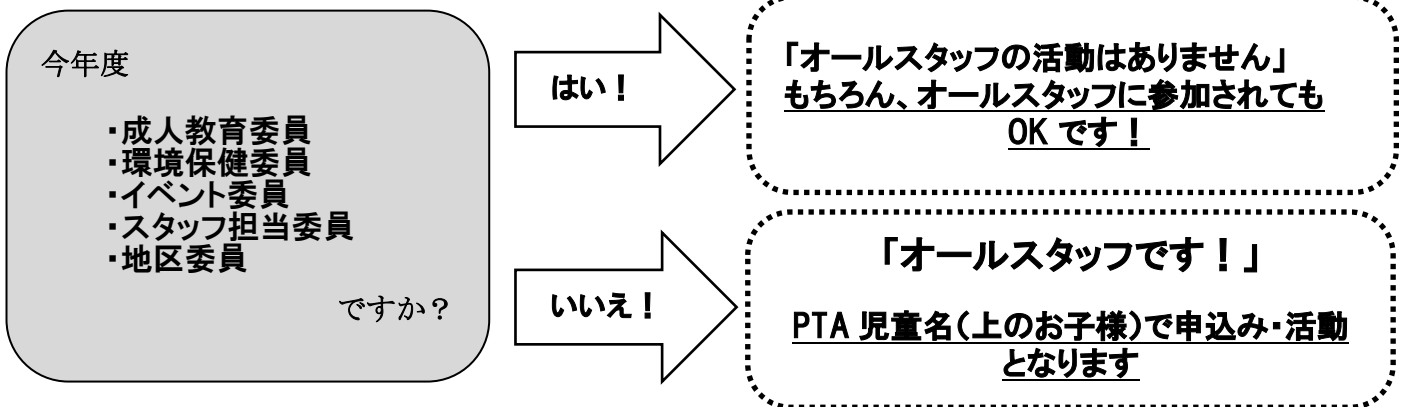 今年度
・成人教育委員
・環境保健委員
・イベント委員
・スタッフ担当委員
・地区委員
ですか？
はい！
「オールスタッフの活動はありません」
もちろん、オールスタッフに参加されても
OKです！
いいえ！
「オールスタッフです！」
PTA 児童名(上のお子様)で申込み・活動
となります